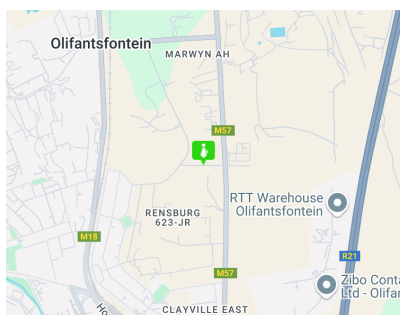 Olifantsfontein
MARWYN AH
M57
RTT Warehouse
Olifantsfontein
RENSBURG
623-JR
M18
R21
M57
Zibo Conta
Ltd - Olifan
Ho
CLAYVILLE EAST